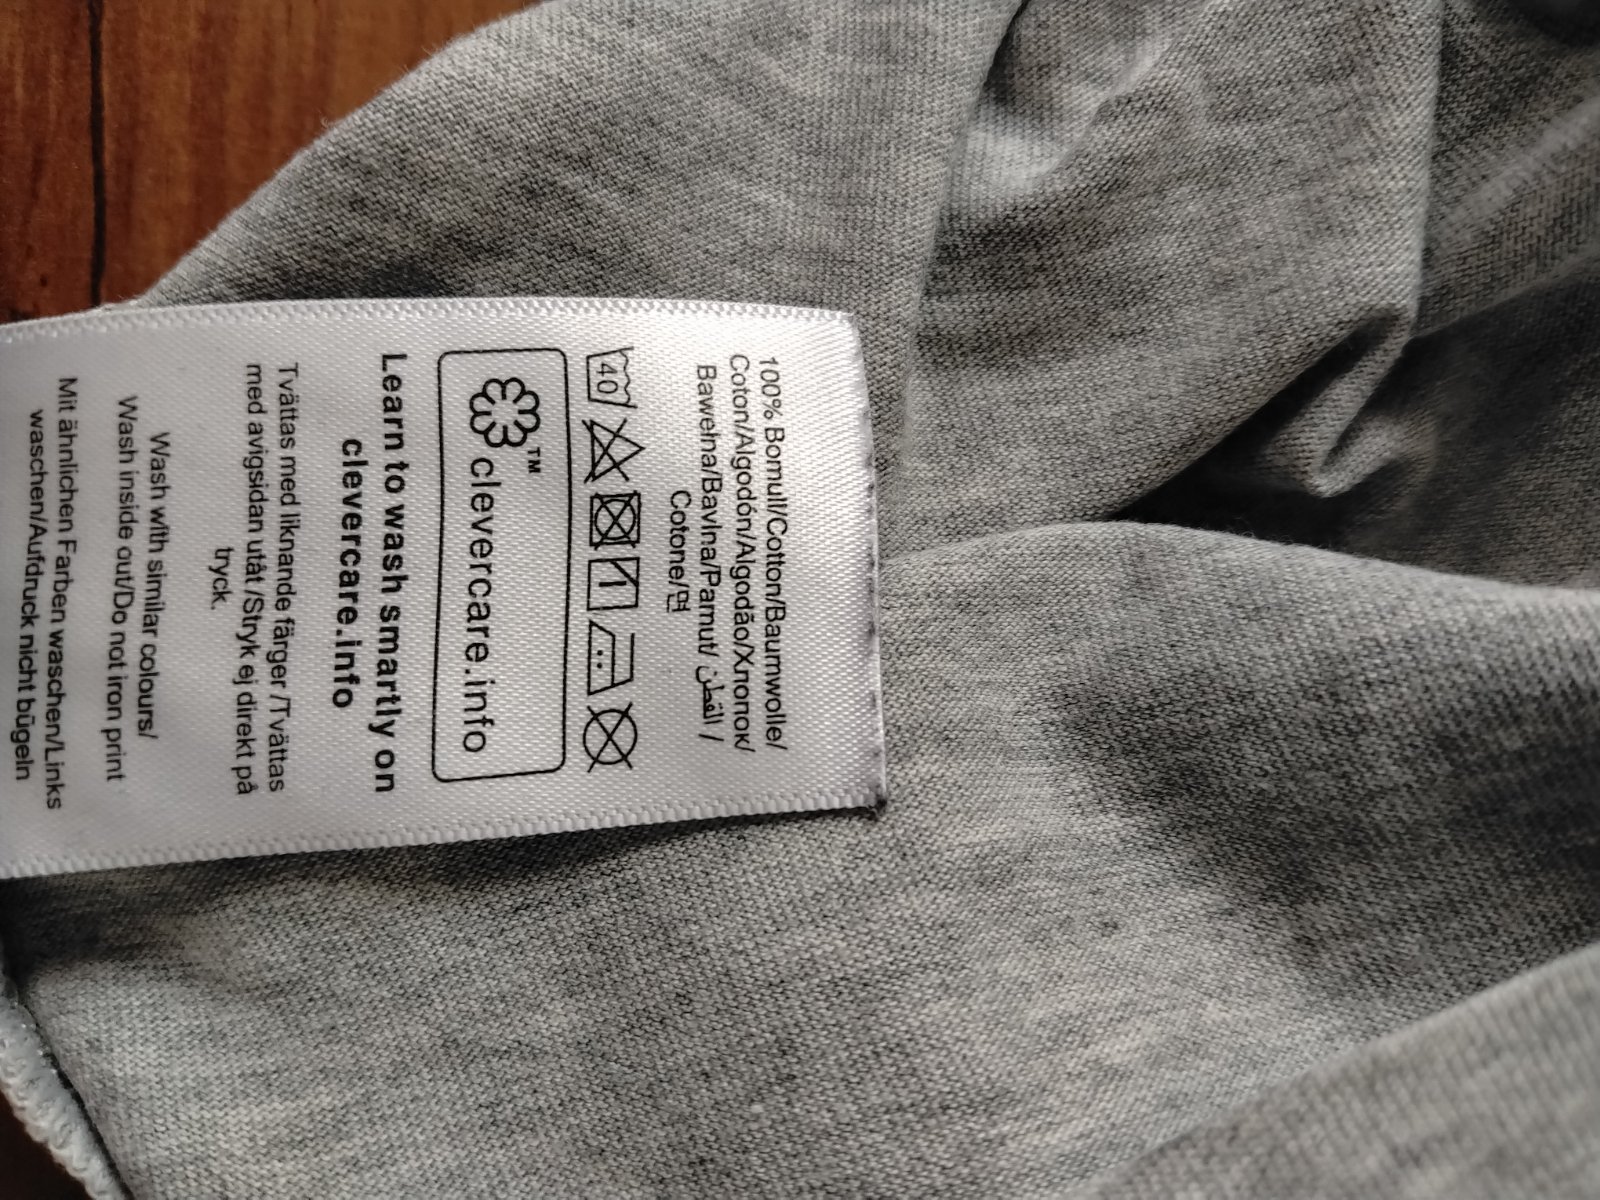 100% Bomull/Cotton/Baumwolle/
Coton/Algodón/Algodão/Хлопок/
Bawełna/Bavlna/Pamut/ القطن /
Cotone/면
40
™
clevercare.info
Learn to wash smartly on
clevercare.info
Tvättas med liknande färger /Tvättas
med avigsidan utåt /Stryk ej direkt på
tryck.
Wash with similar colours/
Wash inside out/Do not iron print
Mit ähnlichen Farben waschen/Links
waschen/Aufdruck nicht bügeln